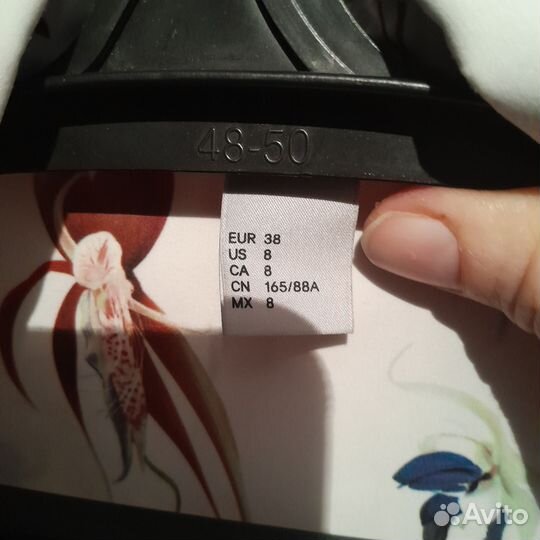 48-50
EUR 38
US 8
CA 8
CN 165/88A
MX 8
Avito